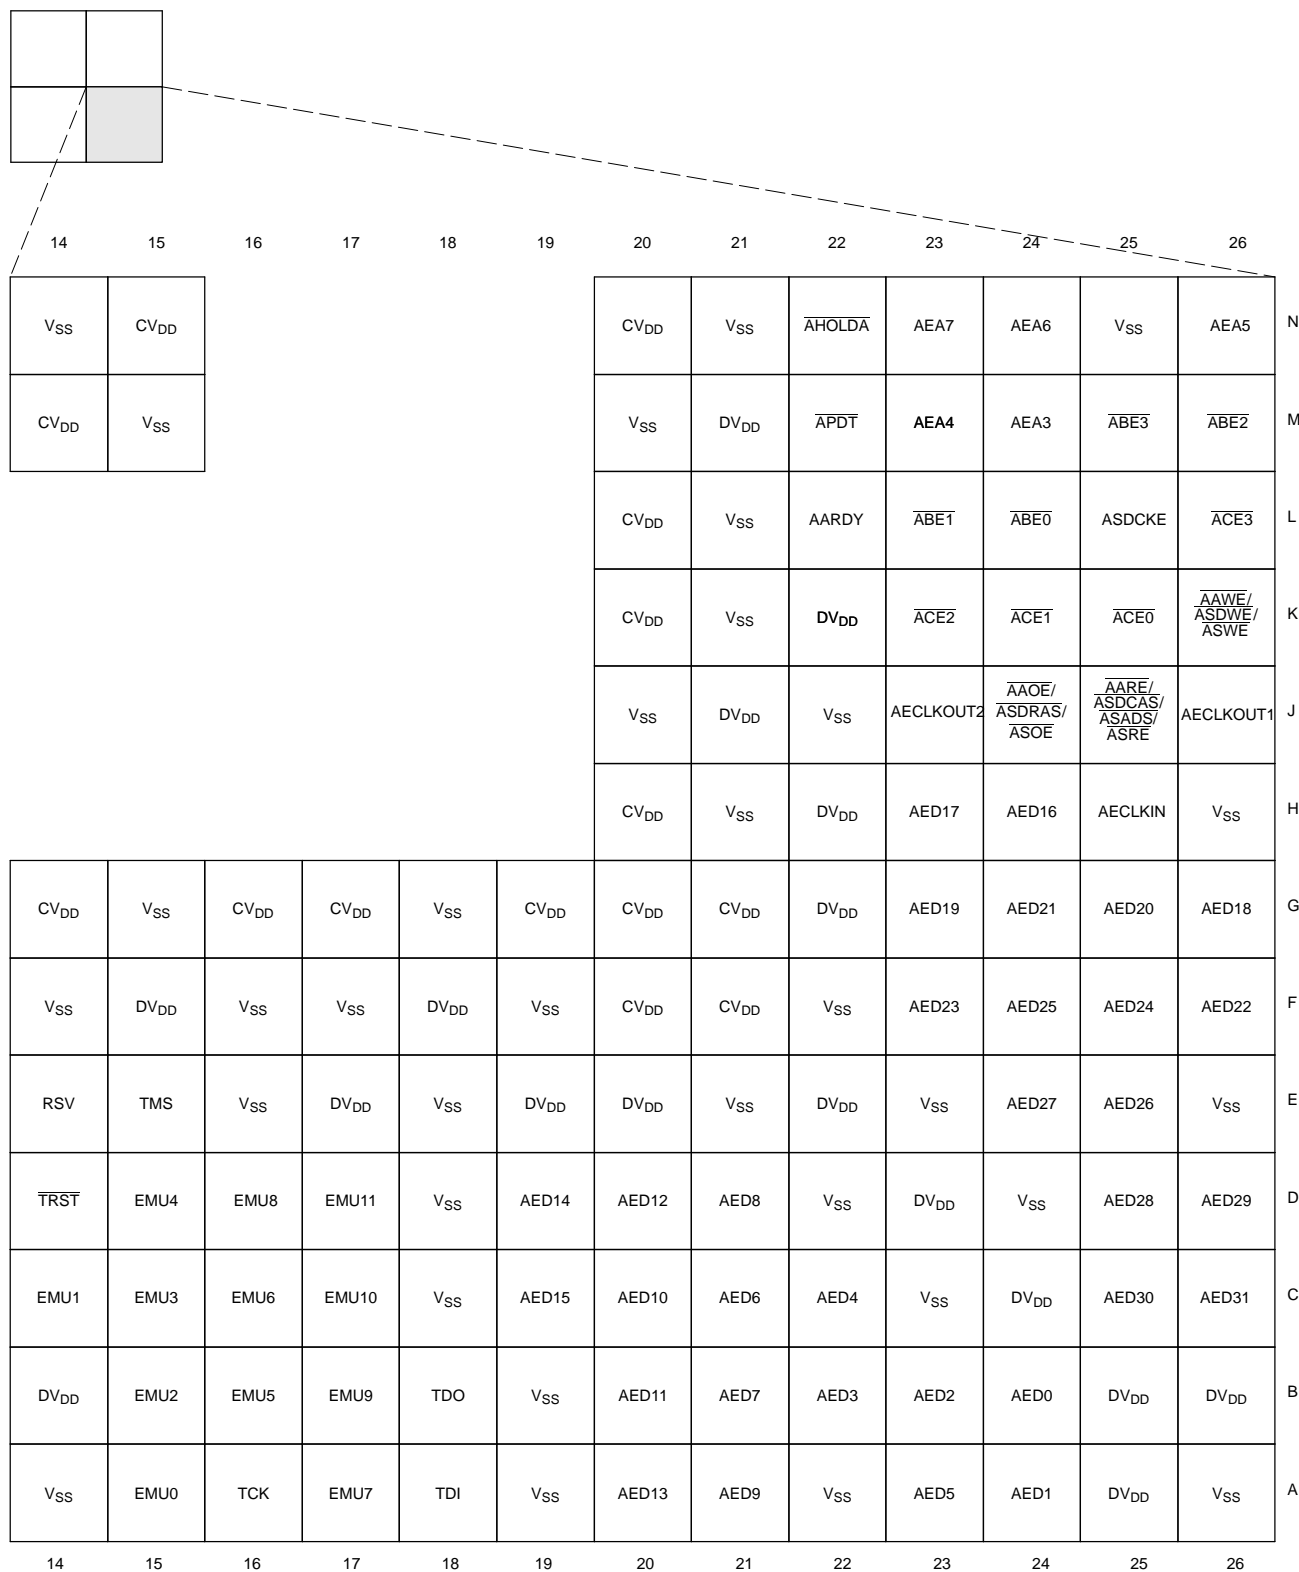 14 15 16 17 18 19 20 21 22 23 24 25 26
VSS CVDD CVDD VSS AHOLDA AEA7 AEA6 VSS AEA5 N
CVDD VSS VSS DVDD APDT AEA4 AEA3 ABE3 ABE2 M
CVDD VSS AARDY ABE1 ABE0 ASDCKE ACE3 L
CVDD VSS DVDD ACE2 ACE1 ACE0 AAWE/ ASDWE/ ASWE K
VSS DVDD VSS AECLKOUT2 AAOE/ ASDRAS/ ASOE AARE/ ASDCAS/ ASADS/ ASRE AECLKOUT1 J
CVDD VSS DVDD AED17 AED16 AECLKIN VSS H
CVDD VSS CVDD CVDD VSS CVDD CVDD CVDD DVDD AED19 AED21 AED20 AED18 G
VSS DVDD VSS VSS DVDD VSS CVDD CVDD VSS AED23 AED25 AED24 AED22 F
RSV TMS VSS DVDD VSS DVDD DVDD VSS DVDD VSS AED27 AED26 VSS E
TRST EMU4 EMU8 EMU11 VSS AED14 AED12 AED8 VSS DVDD VSS AED28 AED29 D
EMU1 EMU3 EMU6 EMU10 VSS AED15 AED10 AED6 AED4 VSS DVDD AED30 AED31 C
DVDD EMU2 EMU5 EMU9 TDO VSS AED11 AED7 AED3 AED2 AED0 DVDD DVDD B
VSS EMU0 TCK EMU7 TDI VSS AED13 AED9 VSS AED5 AED1 DVDD VSS A
14 15 16 17 18 19 20 21 22 23 24 25 26